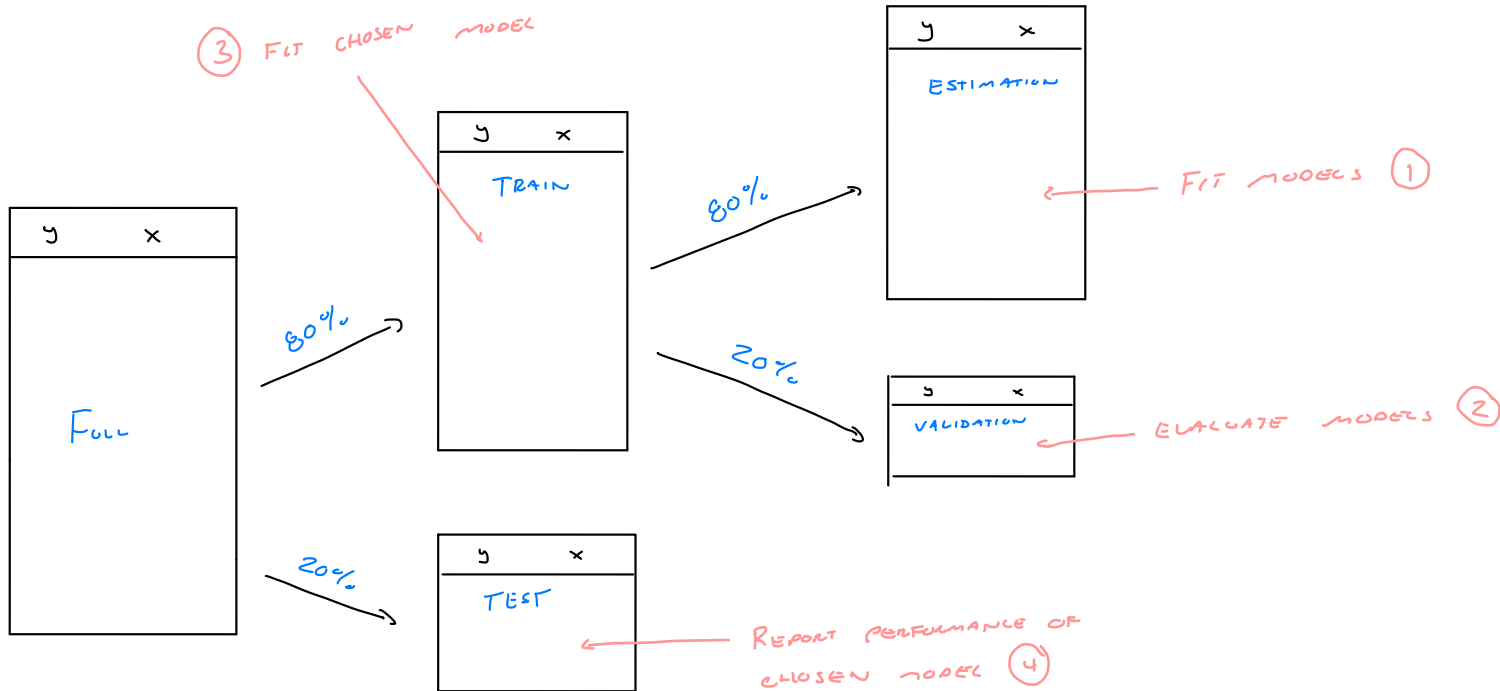 3 FIT CHOSEN MODEL
y x
ESTIMATION
y x
TRAIN
80%
FIT MODELS 1
y x
FULL
80%
20%
y x
VALIDATION
EVALUATE MODELS 2
20%
y x
TEST
REPORT PERFORMANCE OF
CHOSEN MODEL 4